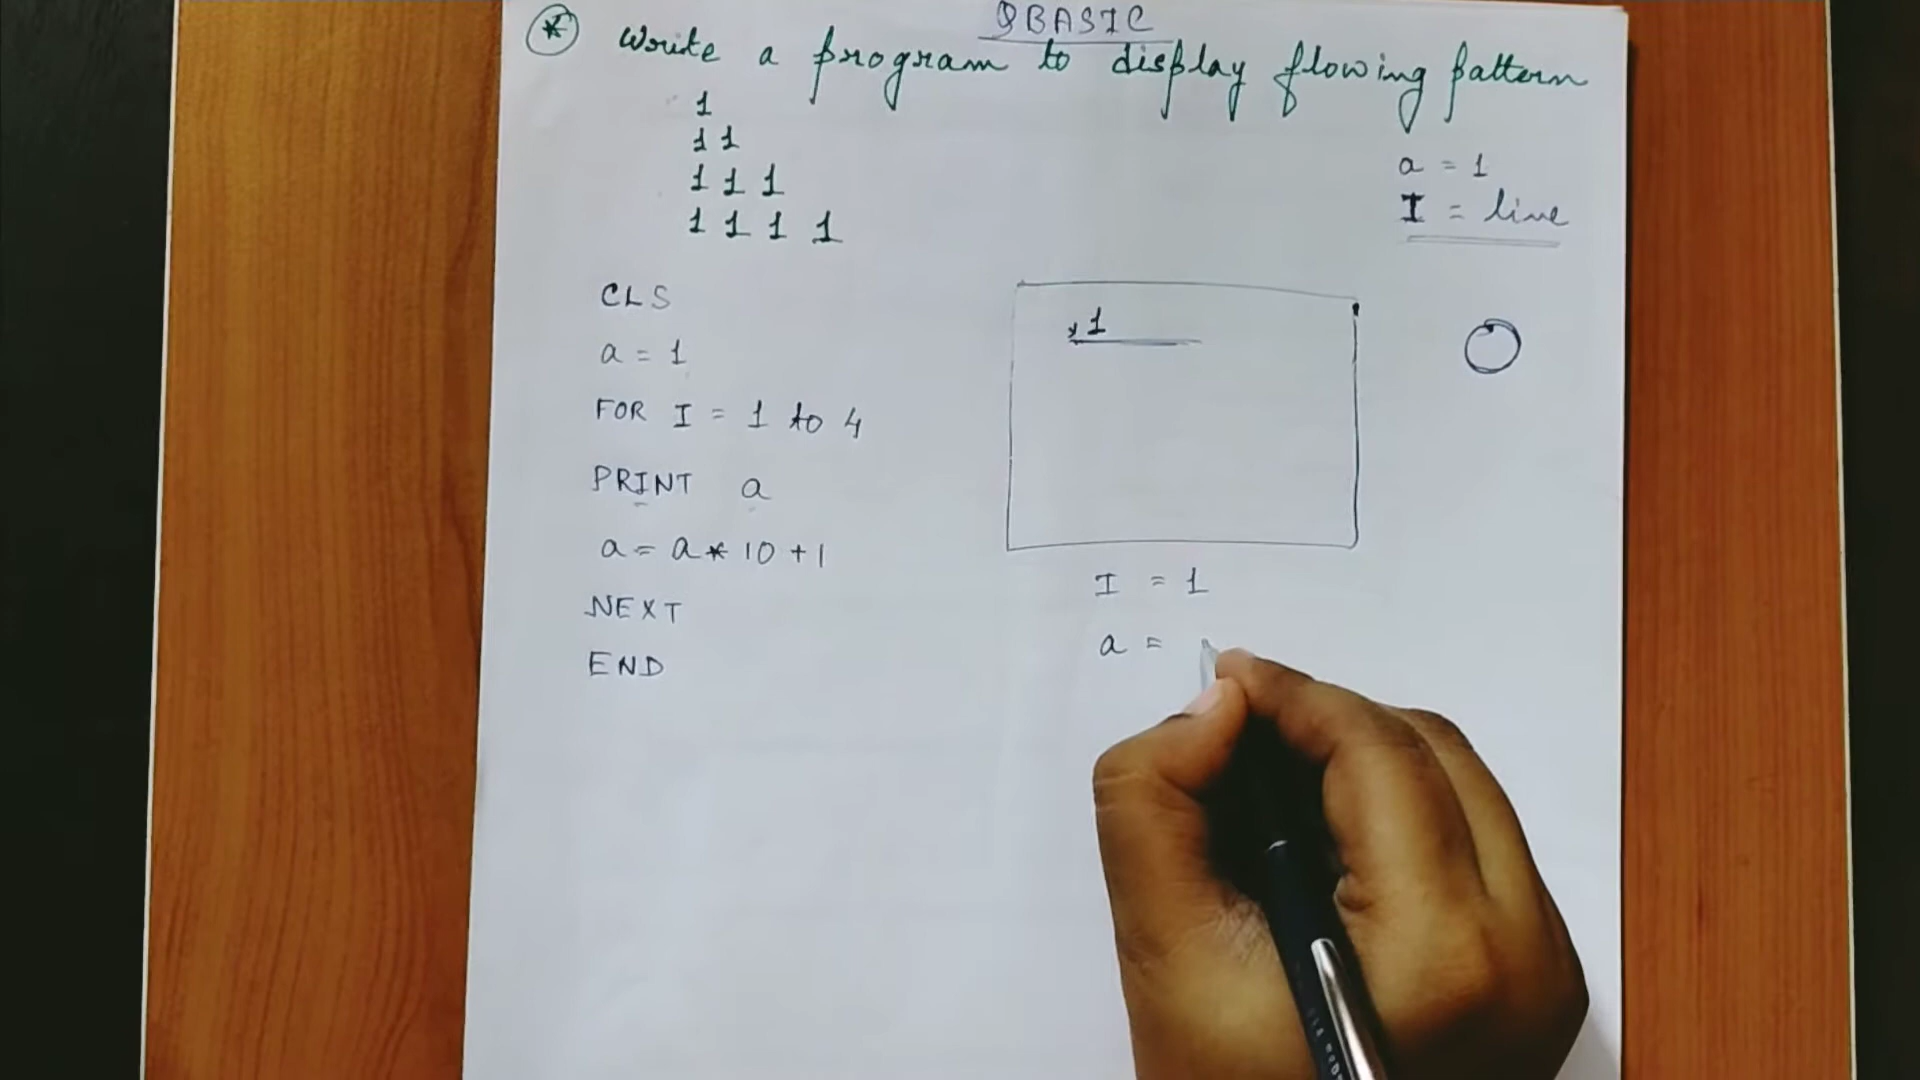 QBASIC
* Write a program to display flowing pattern
1
1 1
1 1 1
1 1 1 1
a = 1
I = line
CLS
a = 1
FOR I = 1 to 4
PRINT a
a = a * 10 + 1
NEXT
END
1
I = 1
a =